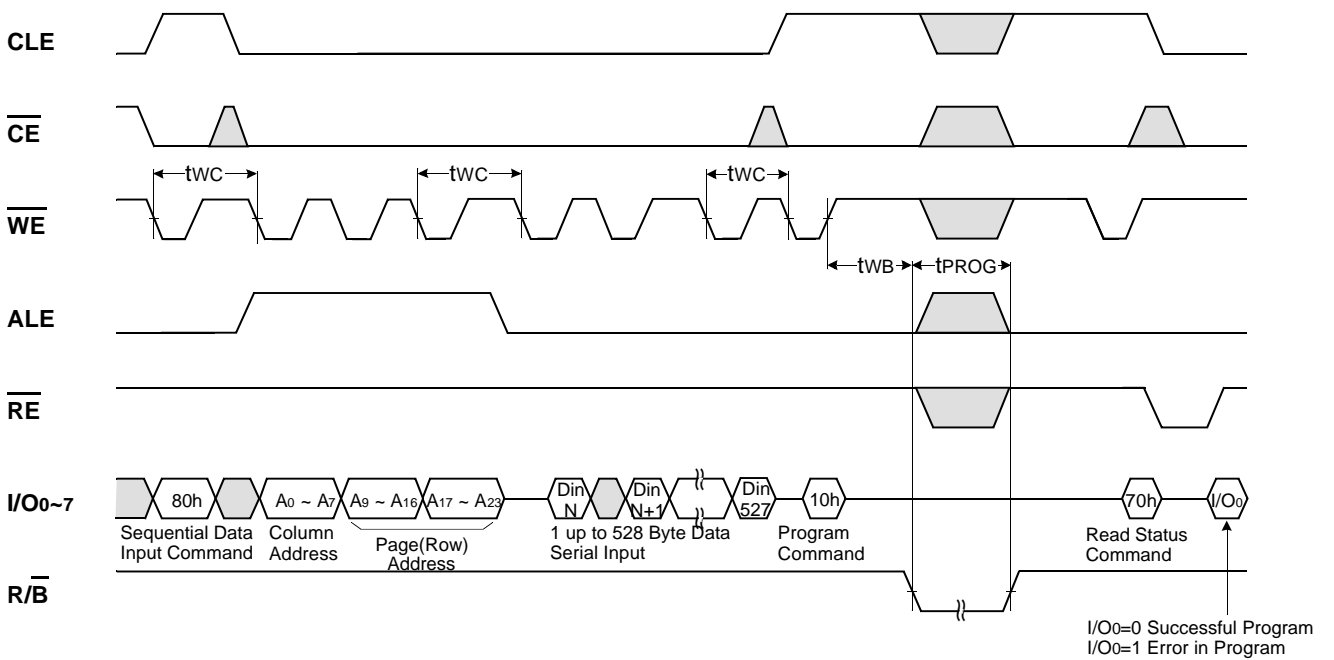 CLE
CE
tWC
tWC
tWC
WE
tWB
tPROG
ALE
RE
I/O0~7
80h
A0 ~ A7
A9 ~ A16
A17 ~ A23
Din
N
Din
N+1
Din
527
10h
70h
I/O0
Sequential Data
Input Command
Column
Address
Page(Row)
Address
1 up to 528 Byte Data
Serial Input
Program
Command
Read Status
Command
R/B
I/O0=0 Successful Program
I/O0=1 Error in Program